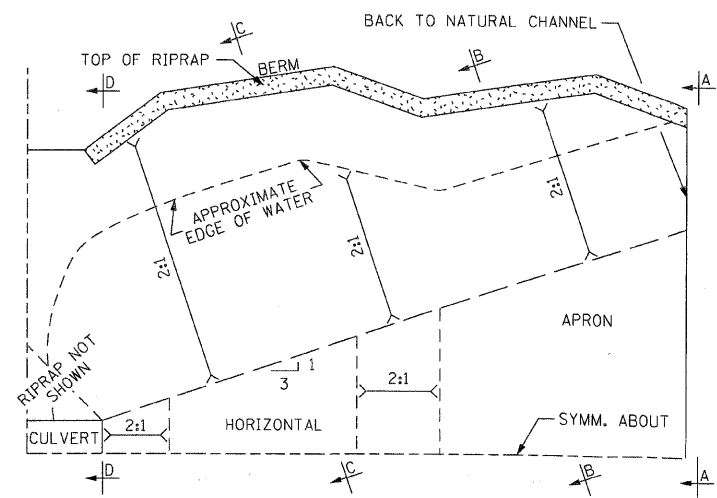 BACK TO NATURAL CHANNEL
C
TOP OF RIPRAP
BERM
B
D
A
APPROXIMATE
EDGE OF WATER
2:1
2:1
2:1
APRON
RIPRAP NOT
SHOWN
1
3
2:1
2:1
HORIZONTAL
SYMM. ABOUT
CULVERT
D
C
B
A